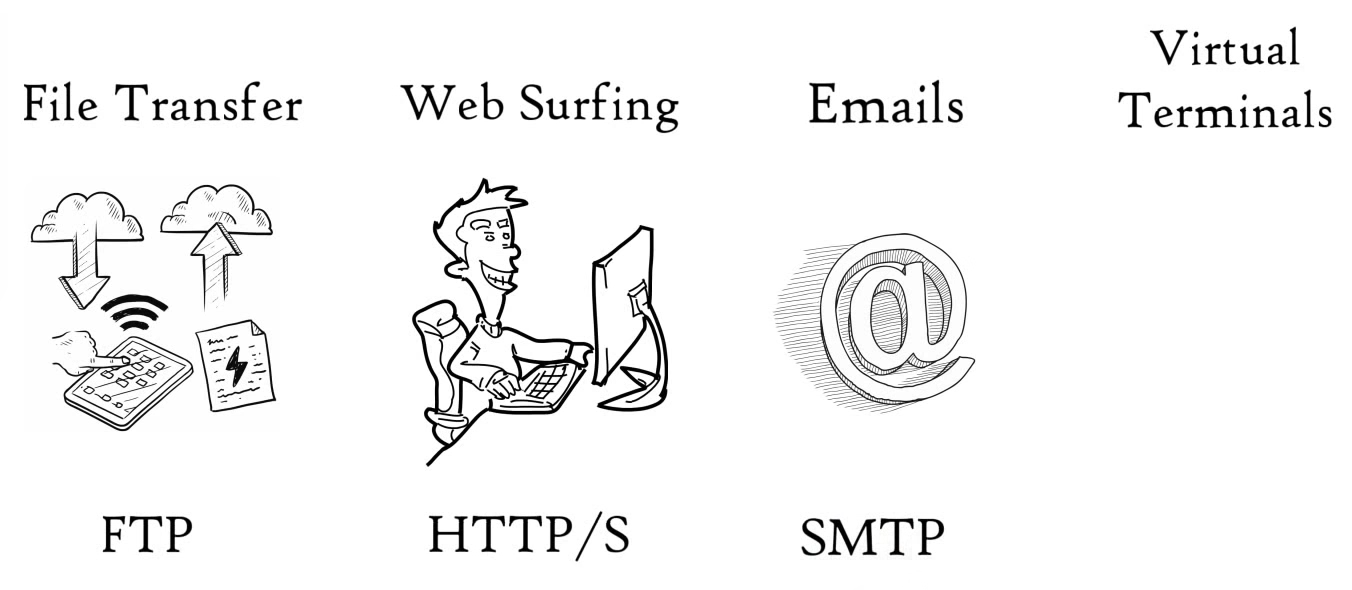 File Transfer
Web Surfing
Emails
Virtual
Terminals
FTP
HTTP/S
SMTP